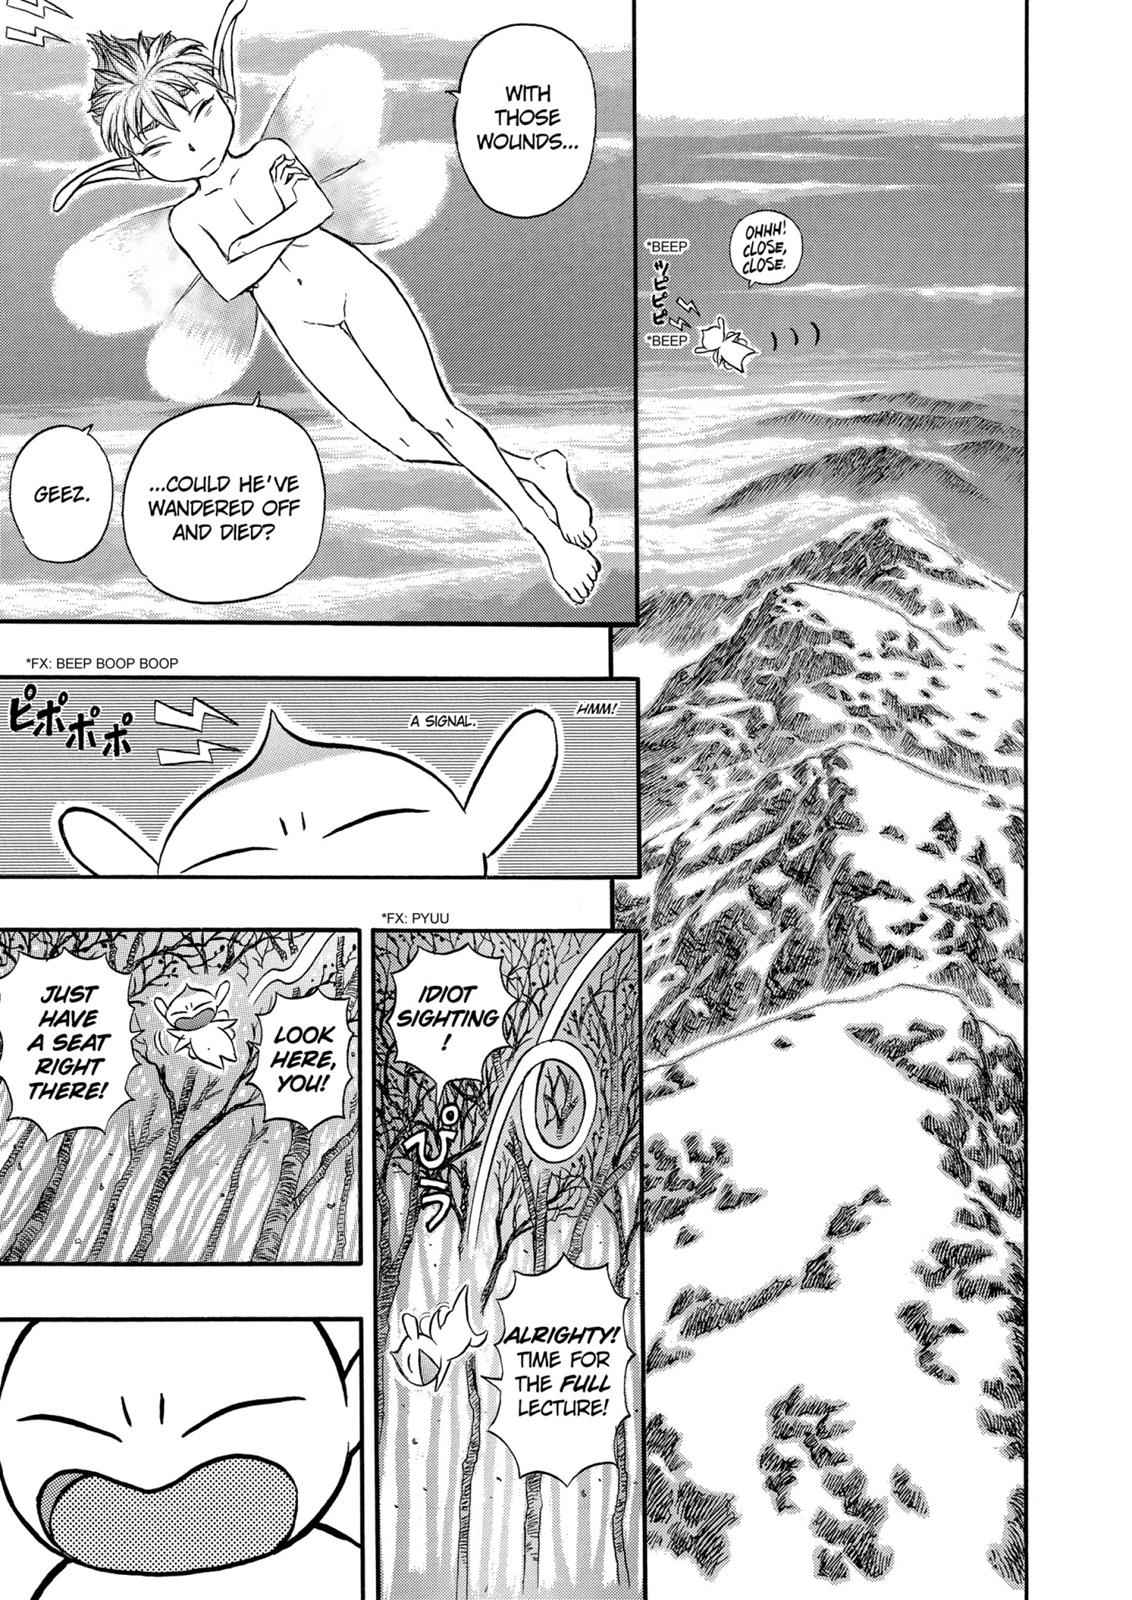 OHHH!
CLOSE,
CLOSE.
*BEEP
ッピピピ
*BEEP
WITH
THOSE
WOUNDS...
...COULD HE'VE
WANDERED OFF
AND DIED?
GEEZ.
*FX: BEEP BOOP BOOP
HMM!
A SIGNAL.
ピポポポ
*FX: PYUU
IDIOT
SIGHTING
!
ぴう
ALRIGHTY!
TIME FOR
THE FULL
LECTURE!
LOOK
HERE,
YOU!
JUST
HAVE
A SEAT
RIGHT
THERE!